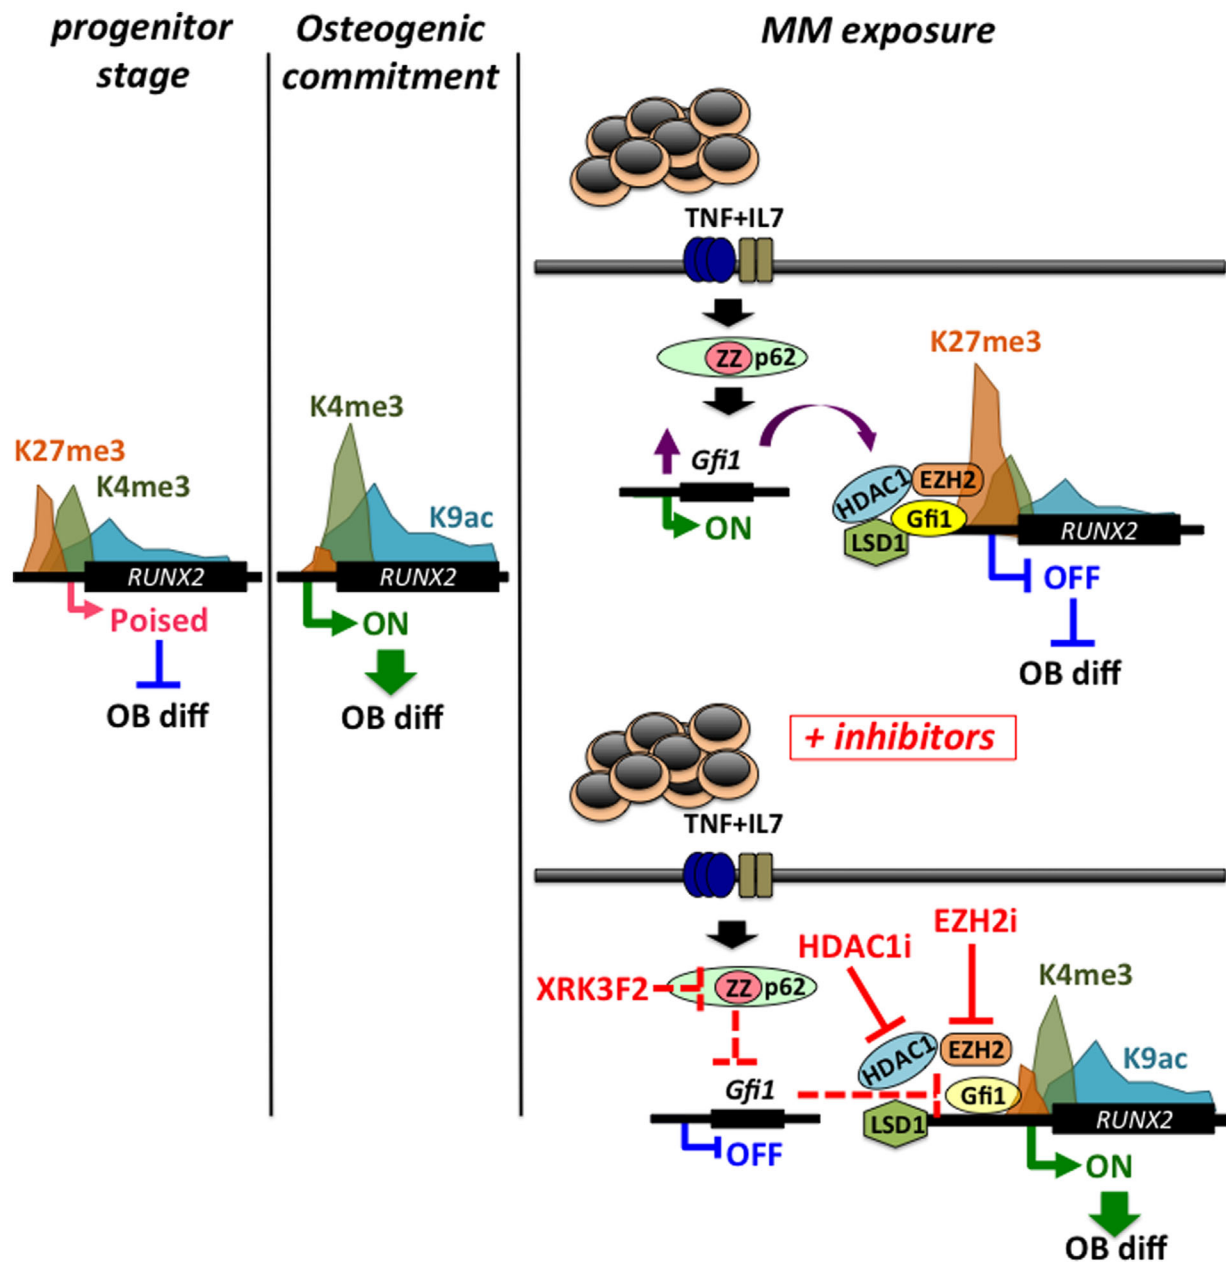 progenitor
stage
Osteogenic
commitment
MM exposure
TNF+IL7
ZZ p62
K27me3
K4me3
K27me3
K4me3
K9ac
Gfi1
ON
HDAC1
EZH2
Gfi1
LSD1
RUNX2
OFF
OB diff
RUNX2
Poised
OB diff
RUNX2
ON
OB diff
+ inhibitors
TNF+IL7
EZH2i
HDAC1i
XRK3F2
ZZ p62
K4me3
K9ac
HDAC1
EZH2
Gfi1
Gfi1
LSD1
RUNX2
OFF
ON
OB diff